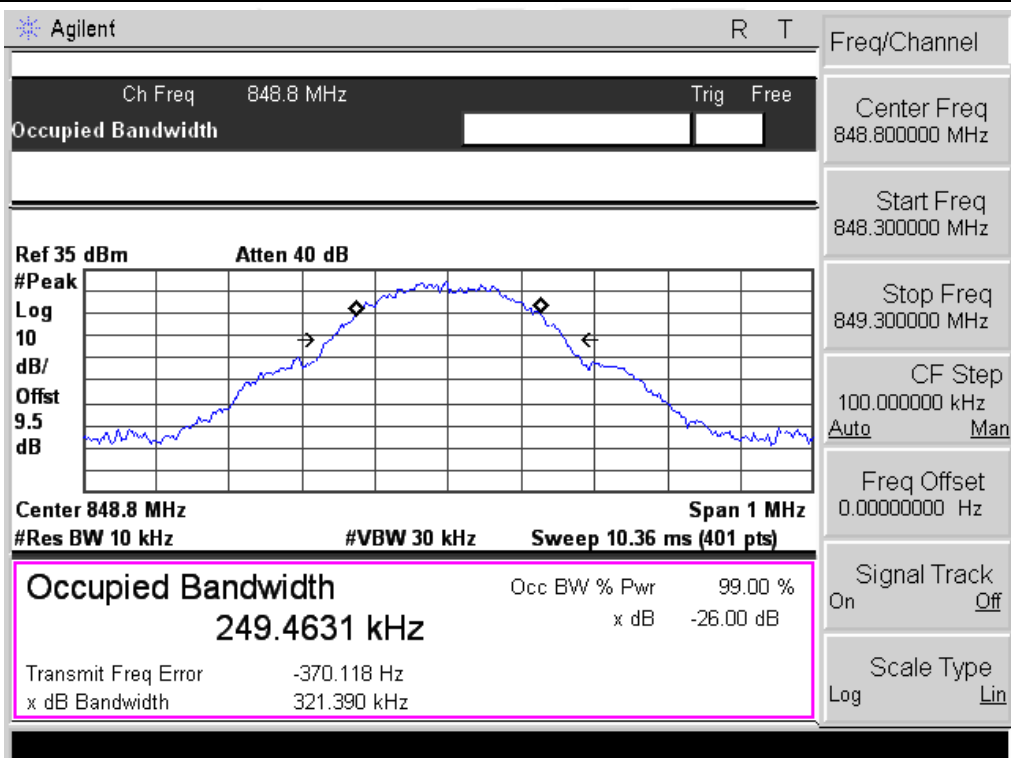 Agilent R T
Ch Freq 848.8 MHz Trig Free
Occupied Bandwidth
Ref 35 dBm Atten 40 dB
#Peak
Log
10
dB/
Offst
9.5
dB
Center 848.8 MHz Span 1 MHz
#Res BW 10 kHz #VBW 30 kHz Sweep 10.36 ms (401 pts)
Occupied Bandwidth Occ BW % Pwr 99.00 %
249.4631 kHz x dB -26.00 dB
Transmit Freq Error -370.118 Hz
x dB Bandwidth 321.390 kHz
Freq/Channel
Center Freq
848.800000 MHz
Start Freq
848.300000 MHz
Stop Freq
849.300000 MHz
CF Step
100.000000 kHz
Auto Man
Freq Offset
0.00000000 Hz
Signal Track
On Off
Scale Type
Log Lin